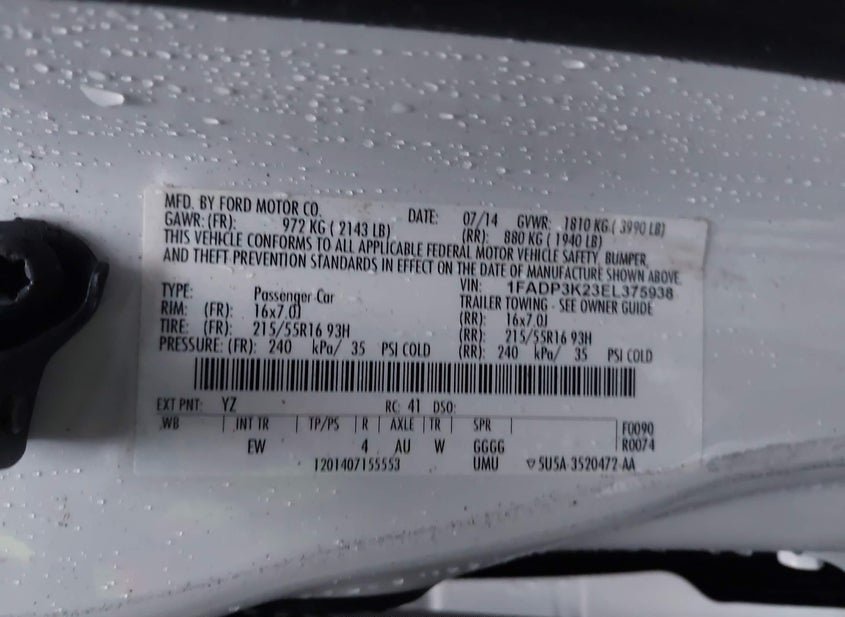 MFD. BY FORD MOTOR CO. DATE: 07/14 GVWR: 1810 KG ( 3990 LB)
GAWR: (FR): 972 KG ( 2143 LB) (RR): 880 KG ( 1940 LB)
THIS VEHICLE CONFORMS TO ALL APPLICABLE FEDERAL MOTOR VEHICLE SAFETY, BUMPER,
AND THEFT PREVENTION STANDARDS IN EFFECT ON THE DATE OF MANUFACTURE SHOWN ABOVE.
VIN: 1FADP3K23EL375938
TYPE: Passenger Car TRAILER TOWING - SEE OWNER GUIDE
RIM: (FR): 16x7.0J (RR): 16x7.0J
TIRE: (FR): 215/55R16 93H (RR): 215/55R16 93H
PRESSURE: (FR): 240 kPa/ 35 PSI COLD (RR): 240 kPa/ 35 PSI COLD
EXT PNT: YZ RC: 41 DSO:
WB INT TR TP/PS R AXLE TR SPR F0090
EW 4 AU W GGGG R0074
1201407155553 UMU 5U5A 3520472 AA